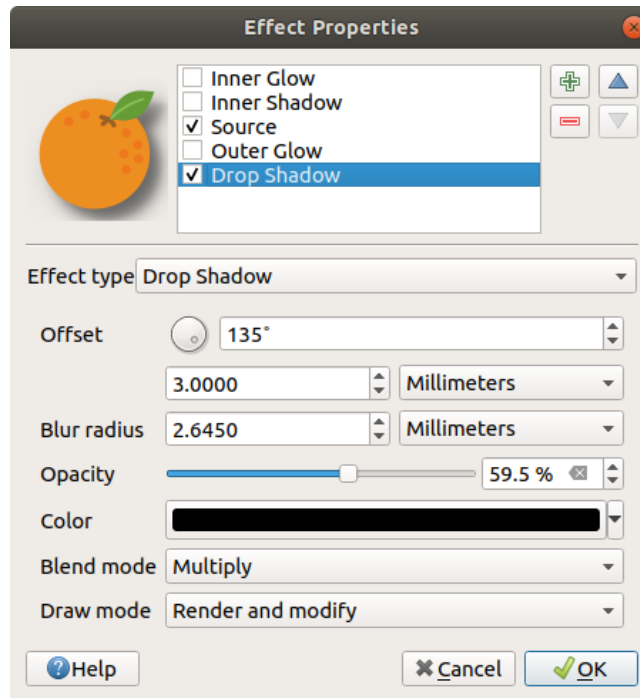 Effect Properties
Inner Glow
Inner Shadow
Source
Outer Glow
Drop Shadow
Effect type Drop Shadow
Offset 135°
3.0000 Millimeters
Blur radius 2.6450 Millimeters
Opacity 59.5 %
Color
Blend mode Multiply
Draw mode Render and modify
Help Cancel OK